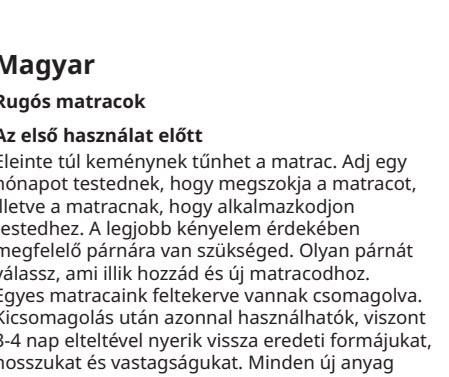 Magyar
Rugós matracok
Az első használat előtt
Eleinte túl keménynek tűnhet a matrac. Adj egy
hónapot testednek, hogy megszokja a matracot,
illetve a matracnak, hogy alkalmazkodjon
testedhez. A legjobb kényelem érdekében
megfelelő párnára van szükséged. Olyan párnát
válassz, ami illik hozzád és új matracodhoz.
Egyes matracaink feltekerve vannak csomagolva.
Kicsomagolás után azonnal használhatók, viszont
3-4 nap elteltével nyerik vissza eredeti formájukat,
hosszukat és vastagságukat. Minden új anyag